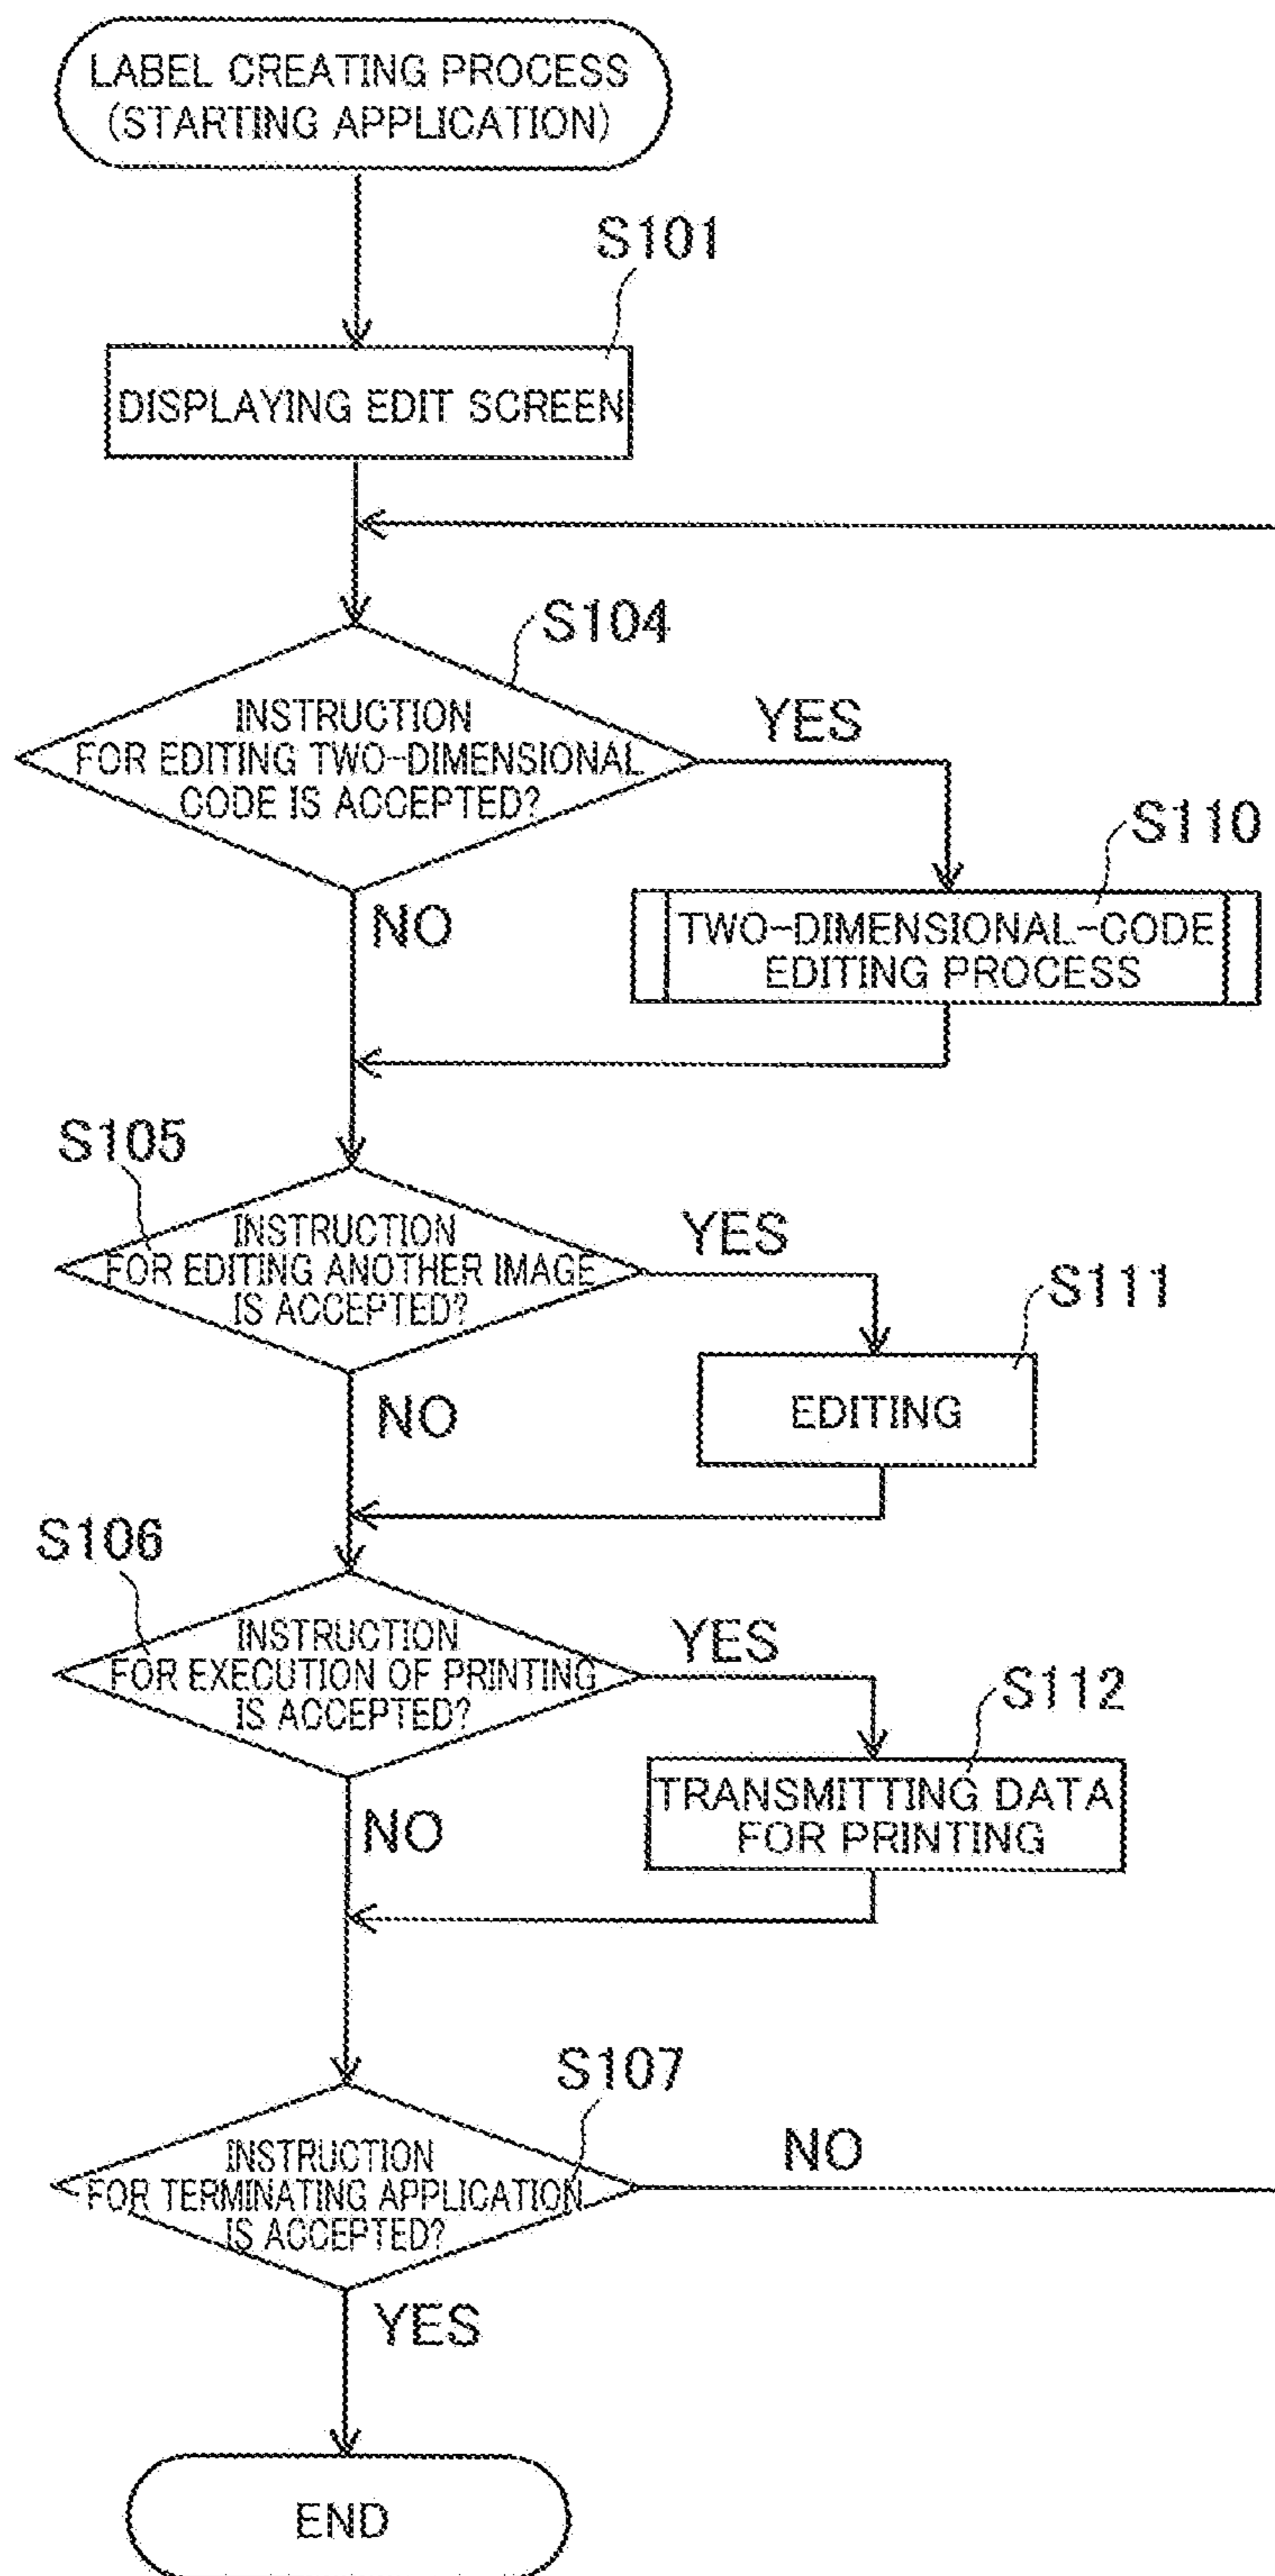 LABEL CREATING PROCESS
(STARTING APPLICATION)
S101
DISPLAYING EDIT SCREEN
S104
INSTRUCTION
FOR EDITING TWO-DIMENSIONAL
CODE IS ACCEPTED?
YES
S110
NO
TWO-DIMENSIONAL-CODE
EDITING PROCESS
S105
INSTRUCTION
FOR EDITING ANOTHER IMAGE
IS ACCEPTED?
YES
S111
NO
EDITING
S106
INSTRUCTION
FOR EXECUTION OF PRINTING
IS ACCEPTED?
YES
S112
NO
TRANSMITTING DATA
FOR PRINTING
S107
INSTRUCTION
FOR TERMINATING APPLICATION
IS ACCEPTED?
NO
YES
END